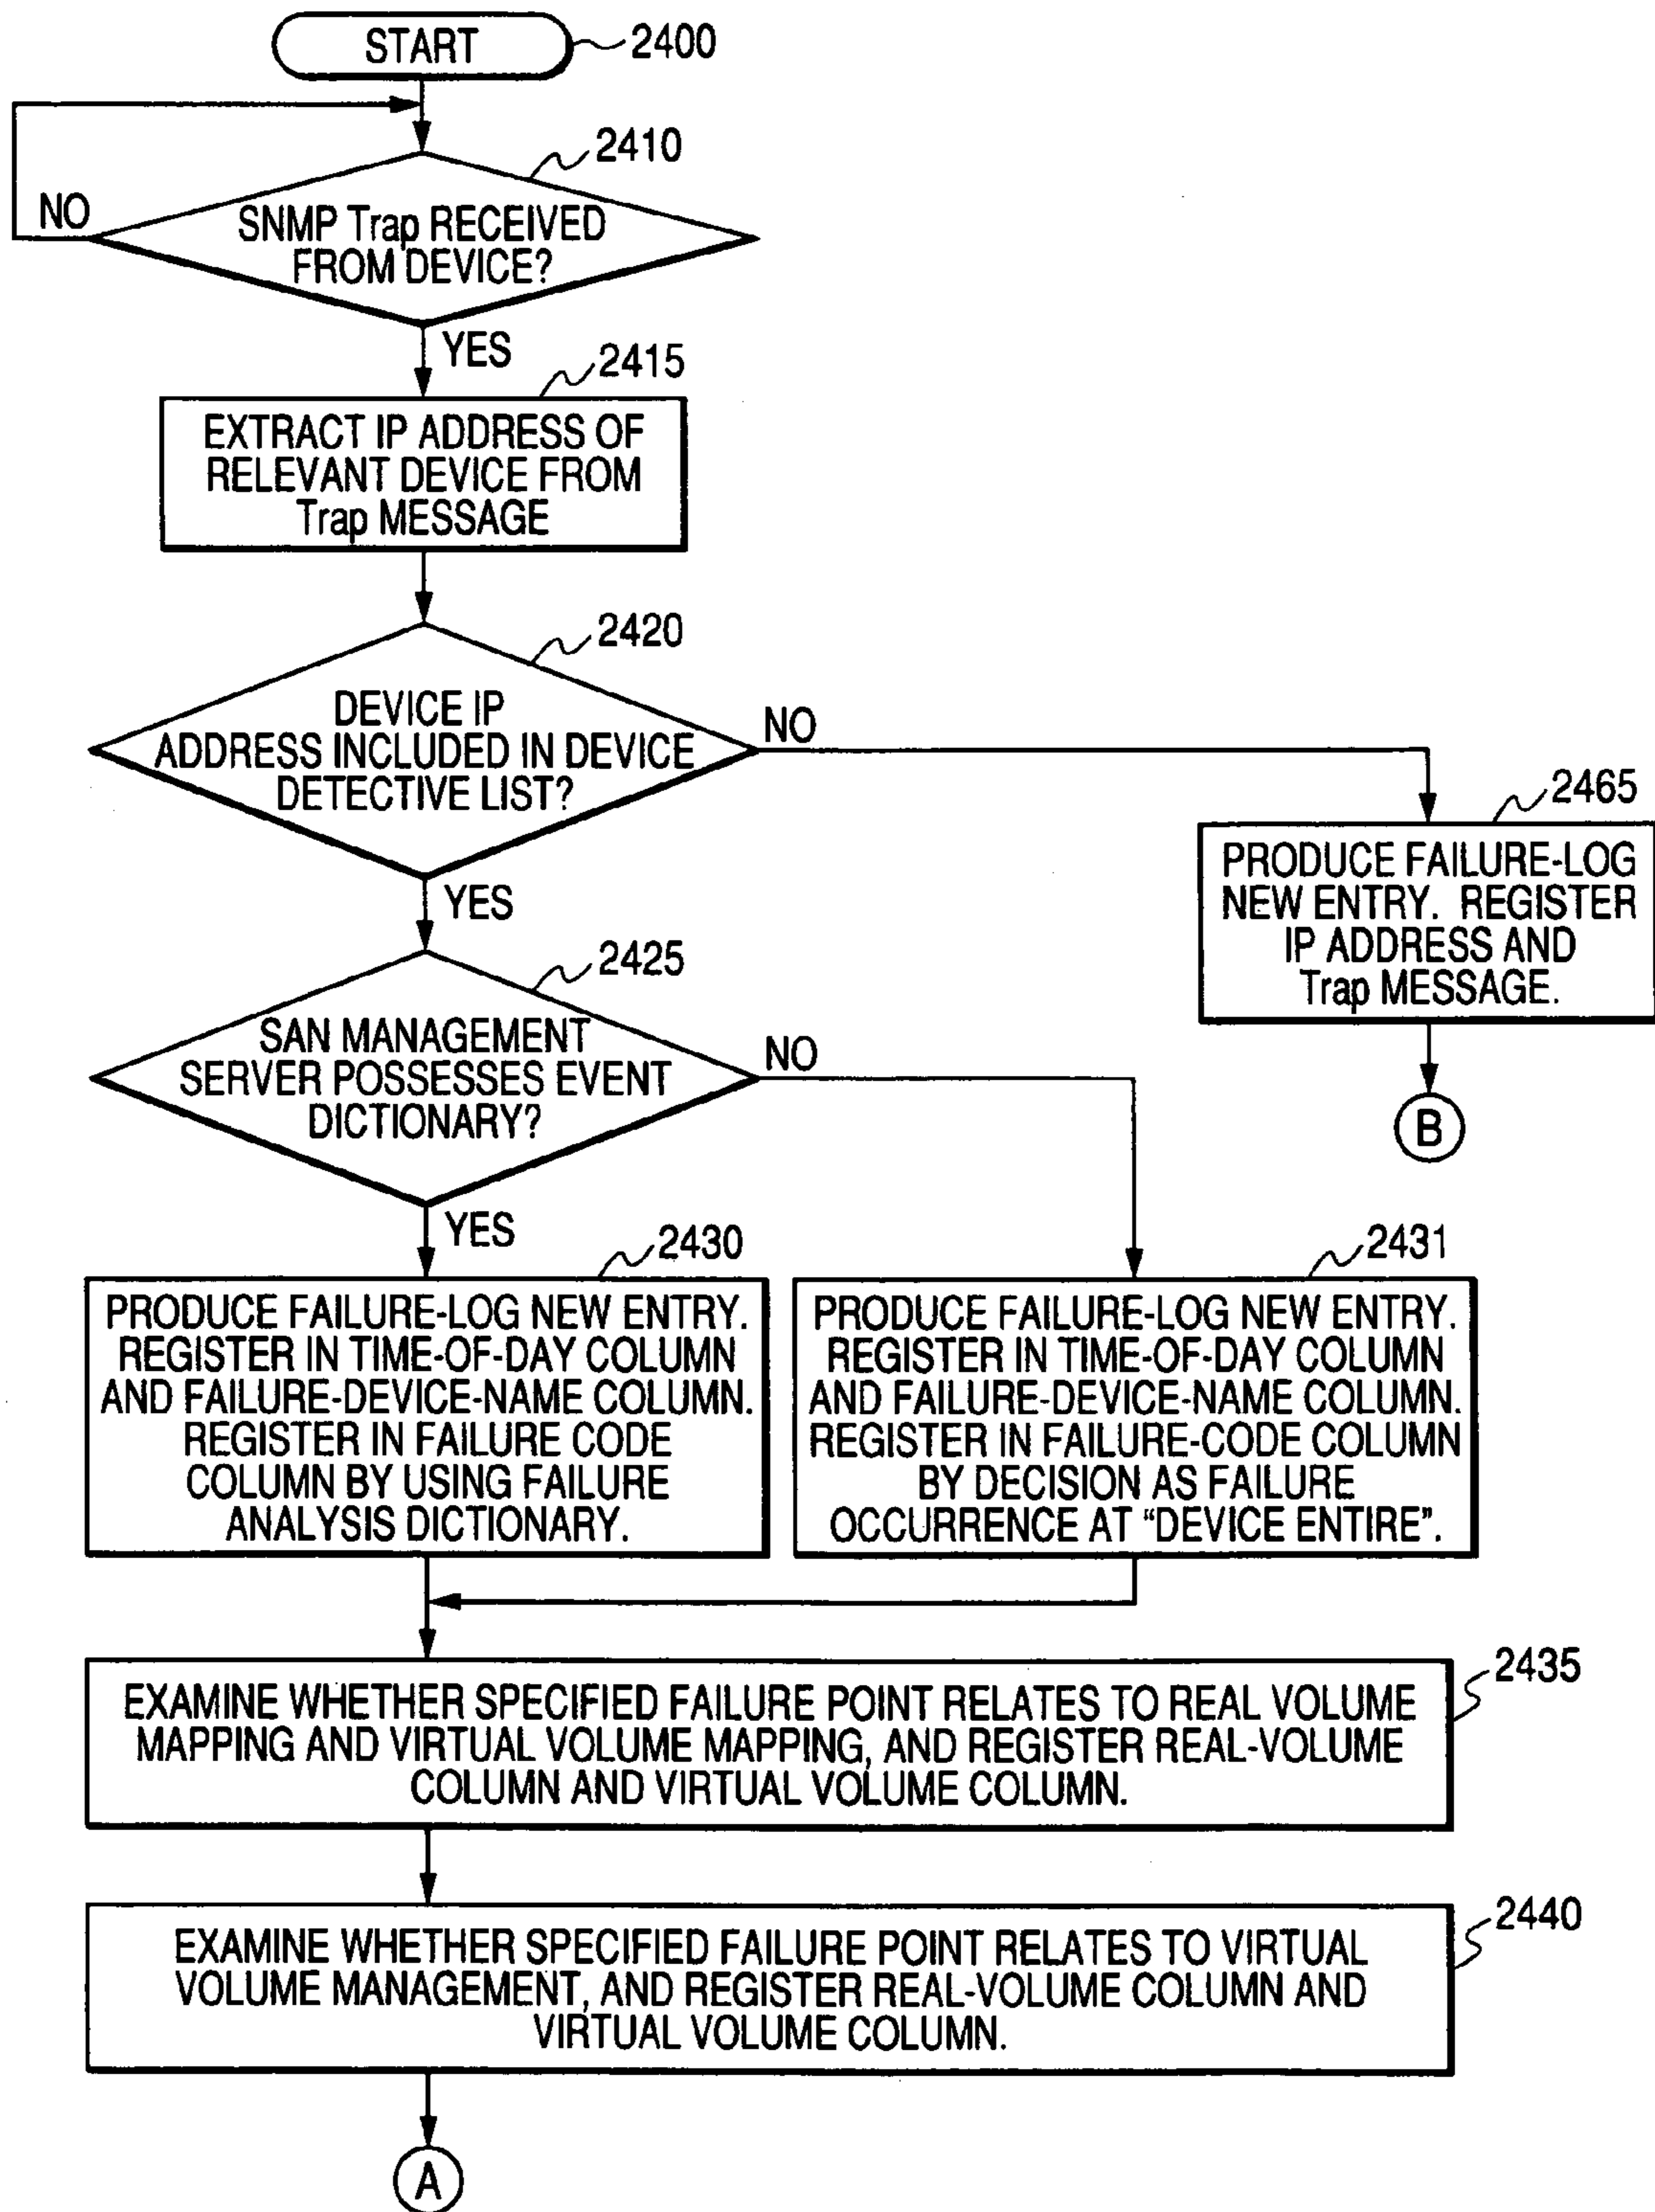 START
2400
2410
NO
SNMP Trap RECEIVED
FROM DEVICE?
YES
2415
EXTRACT IP ADDRESS OF
RELEVANT DEVICE FROM
Trap MESSAGE
2420
DEVICE IP
ADDRESS INCLUDED IN DEVICE
DETECTIVE LIST?
NO
YES
2465
PRODUCE FAILURE-LOG
NEW ENTRY. REGISTER
IP ADDRESS AND
Trap MESSAGE.
B
2425
SAN MANAGEMENT
SERVER POSSESSES EVENT
DICTIONARY?
NO
YES
2430
PRODUCE FAILURE-LOG NEW ENTRY.
REGISTER IN TIME-OF-DAY COLUMN
AND FAILURE-DEVICE-NAME COLUMN.
REGISTER IN FAILURE CODE
COLUMN BY USING FAILURE
ANALYSIS DICTIONARY.
2431
PRODUCE FAILURE-LOG NEW ENTRY.
REGISTER IN TIME-OF-DAY COLUMN
AND FAILURE-DEVICE-NAME COLUMN.
REGISTER IN FAILURE-CODE COLUMN
BY DECISION AS FAILURE
OCCURRENCE AT “DEVICE ENTIRE”.
2435
EXAMINE WHETHER SPECIFIED FAILURE POINT RELATES TO REAL VOLUME
MAPPING AND VIRTUAL VOLUME MAPPING, AND REGISTER REAL-VOLUME
COLUMN AND VIRTUAL VOLUME COLUMN.
2440
EXAMINE WHETHER SPECIFIED FAILURE POINT RELATES TO VIRTUAL
VOLUME MANAGEMENT, AND REGISTER REAL-VOLUME COLUMN AND
VIRTUAL VOLUME COLUMN.
A